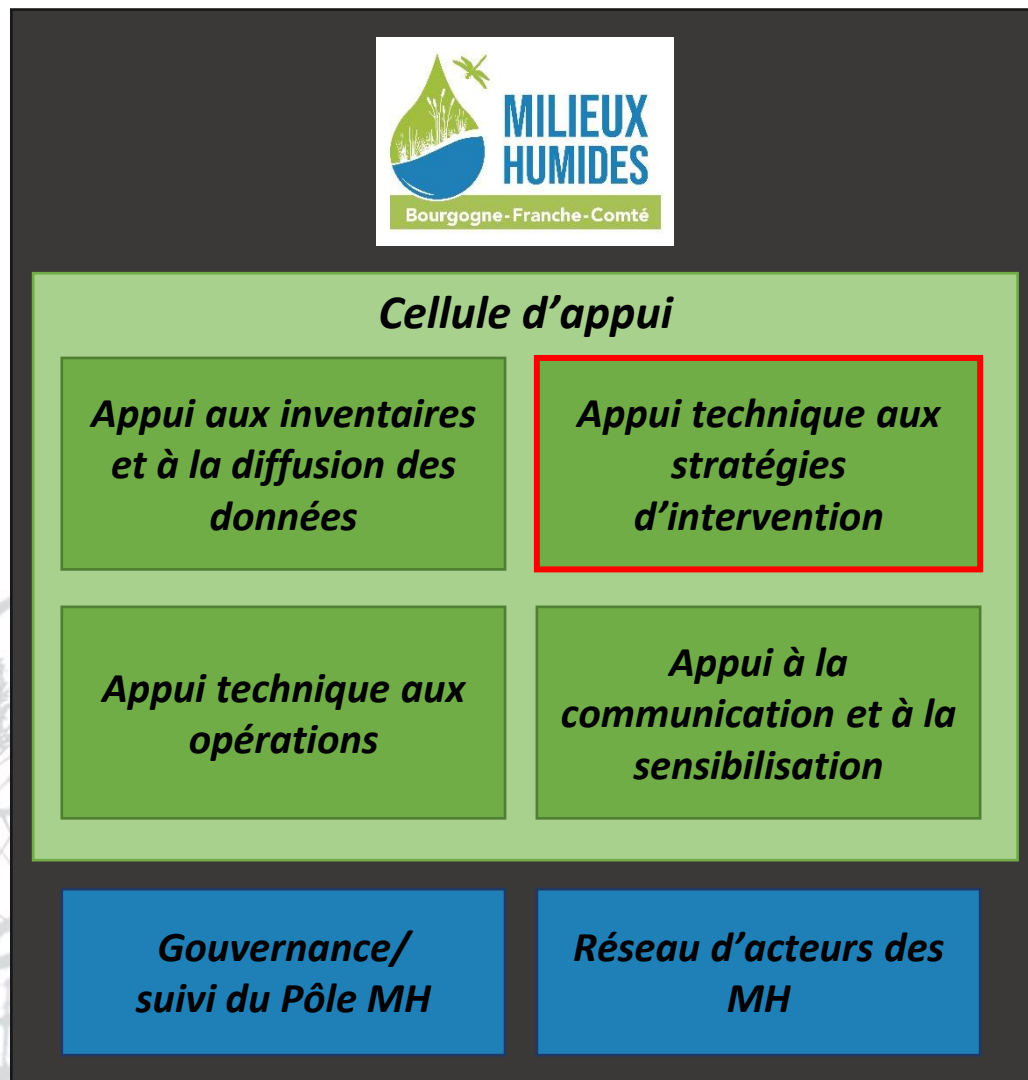 MILIEUX
HUMIDES
Bourgogne-Franche-Comté
Cellule d’appui
Appui aux inventaires
et à la diffusion des
données
Appui technique aux
stratégies
d’intervention
Appui technique aux
opérations
Appui à la
communication et à la
sensibilisation
Gouvernance/
suivi du Pôle MH
Réseau d’acteurs des
MH